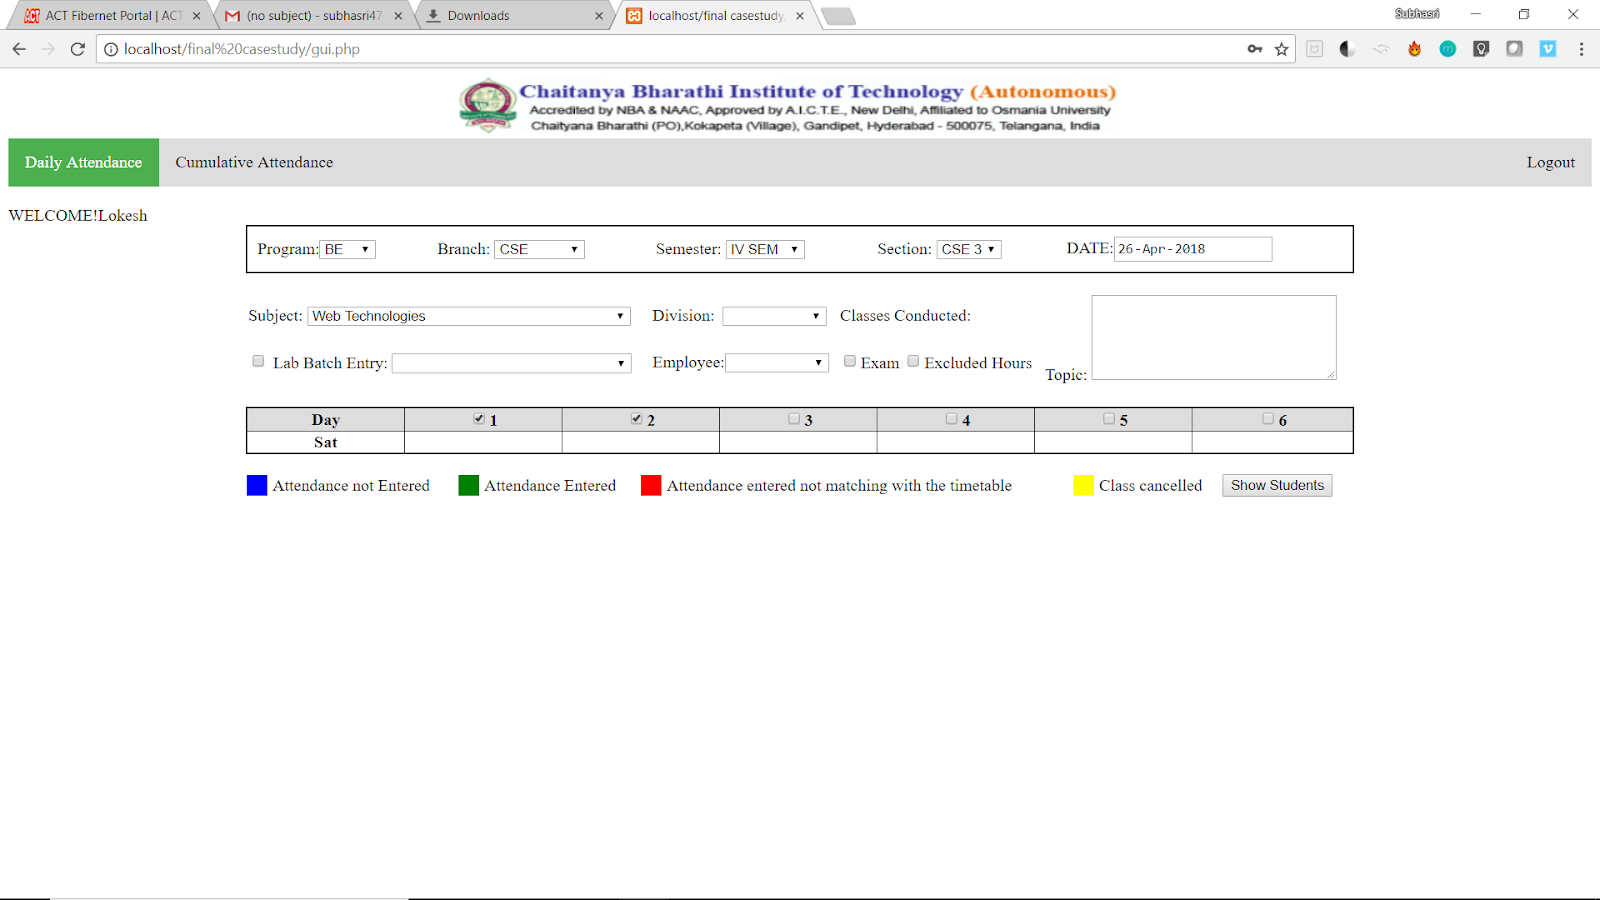 ACT Fibernet Portal | ACT
(no subject) - subhasri47
Downloads
localhost/final casestudy
Subhasri
localhost/final%20casestudy/gui.php
Chaitanya Bharathi Institute of Technology (Autonomous)
Accredited by NBA & NAAC, Approved by A.I.C.T.E., New Delhi, Affiliated to Osmania University
Chaityana Bharathi (PO),Kokapeta (Village), Gandipet, Hyderabad - 500075, Telangana, India
Daily Attendance Cumulative Attendance Logout
WELCOME!Lokesh
Program: BE Branch: CSE Semester: IV SEM Section: CSE 3 DATE: 26-Apr-2018
Subject: Web Technologies Division: Classes Conducted:
Lab Batch Entry: Employee: Exam Excluded Hours Topic:
Day 1 2 3 4 5 6
Sat
Attendance not Entered Attendance Entered Attendance entered not matching with the timetable Class cancelled Show Students